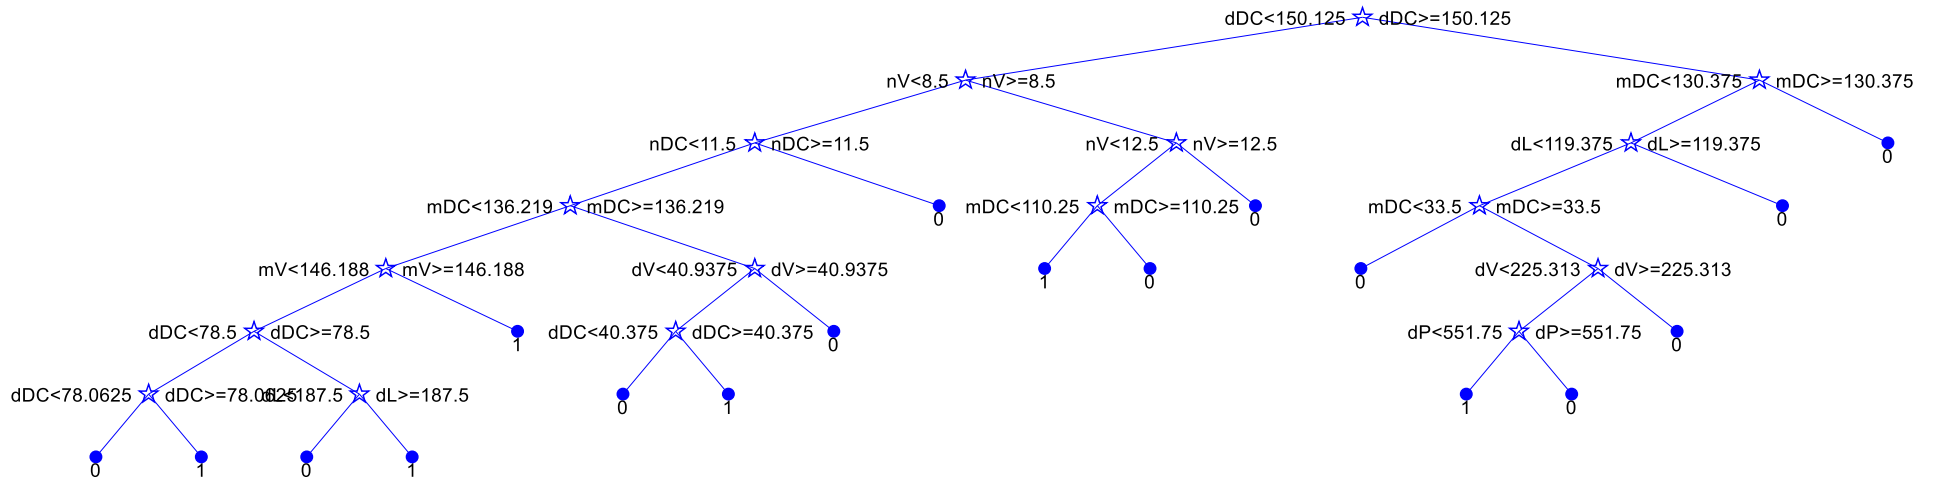 dDC<150.125 dDC>=150.125
nV<8.5 nV>=8.5 mDC<130.375 mDC>=130.375
nDC<11.5 nDC>=11.5 nV<12.5 nV>=12.5 dL<119.375 dL>=119.375 0
mDC<136.219 mDC>=136.219 0 mDC<110.25 mDC>=110.25 0 mDC<33.5 mDC>=33.5 0
mV<146.188 mV>=146.188 dV<40.9375 dV>=40.9375 1 0 0 dV<225.313 dV>=225.313
dDC<78.5 dDC>=78.5 1 dDC<40.375 dDC>=40.375 0 dP<551.75 dP>=551.75 0
dDC<78.0625 dDC>=78.0625 dL<187.5 dL>=187.5 0 1 1 0
0 1 0 1